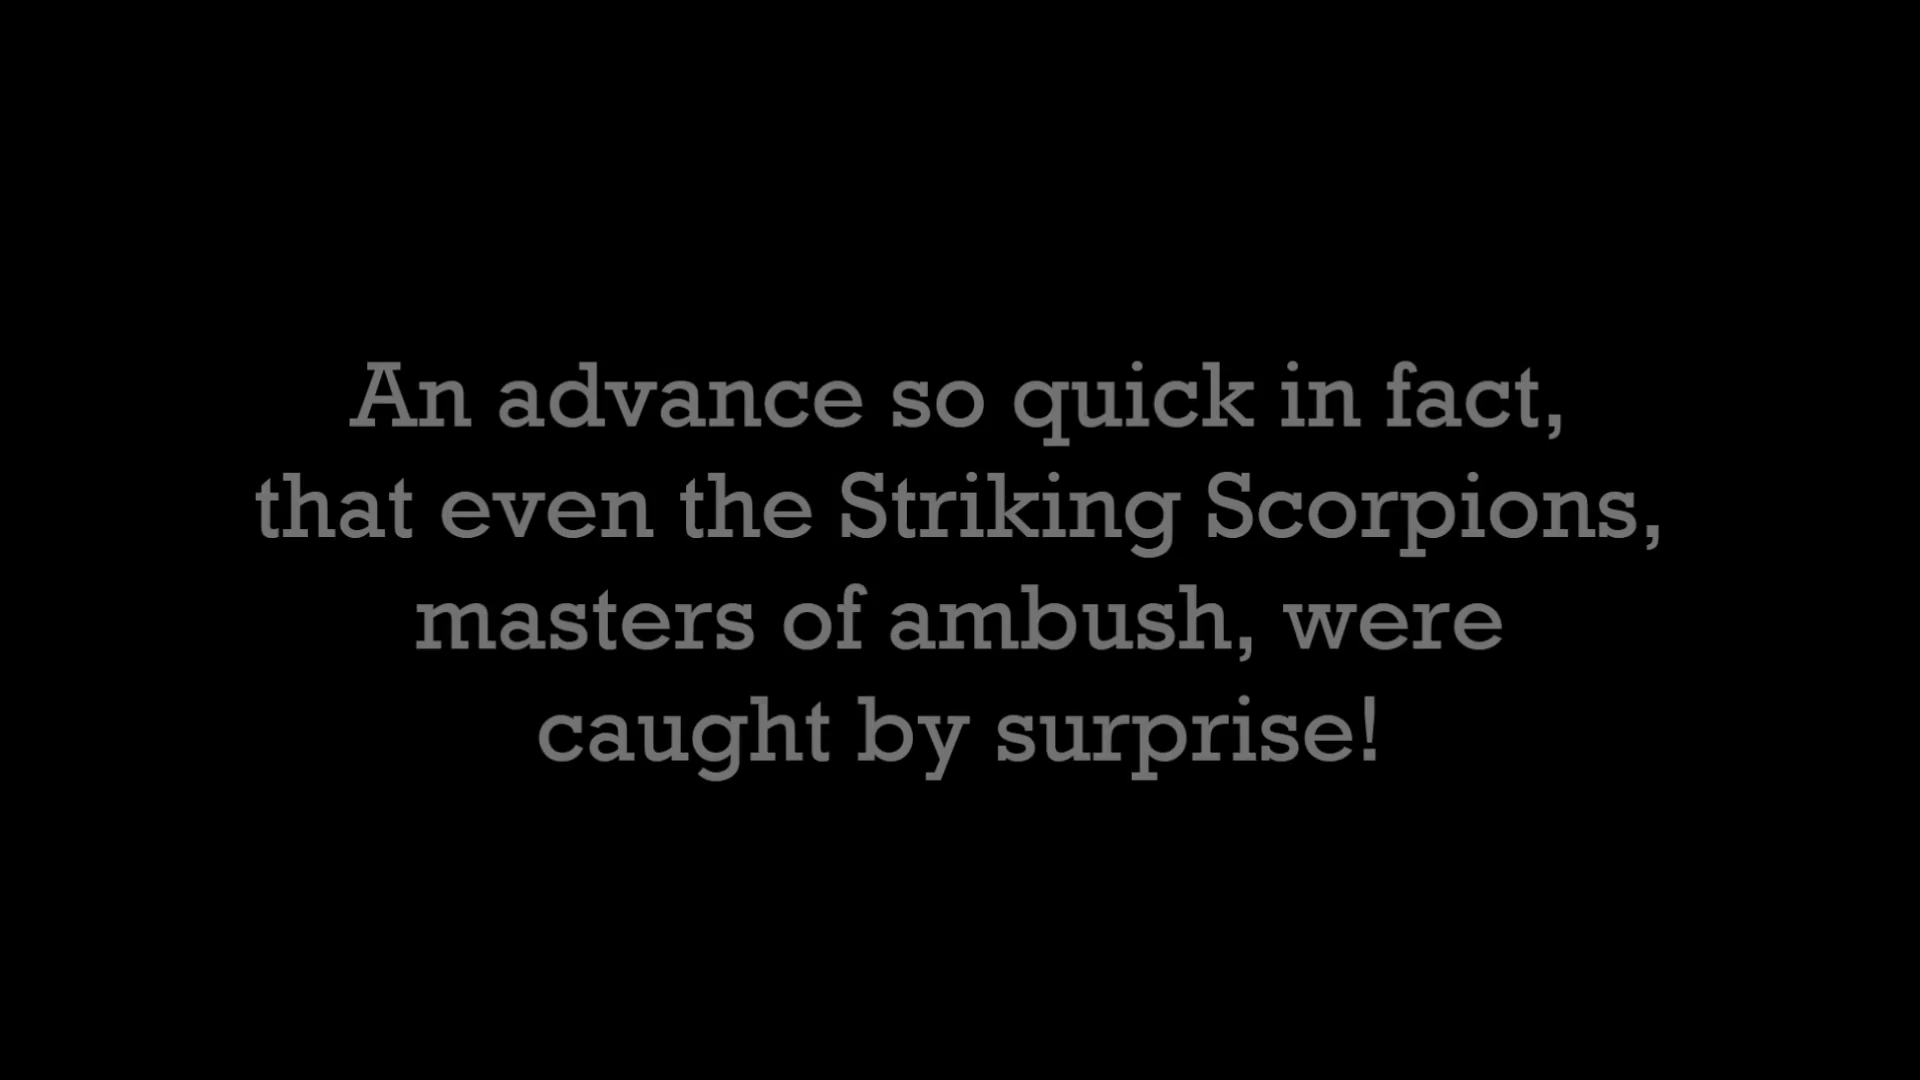 An advance so quick in fact,
that even the Striking Scorpions,
masters of ambush, were
caught by surprise!